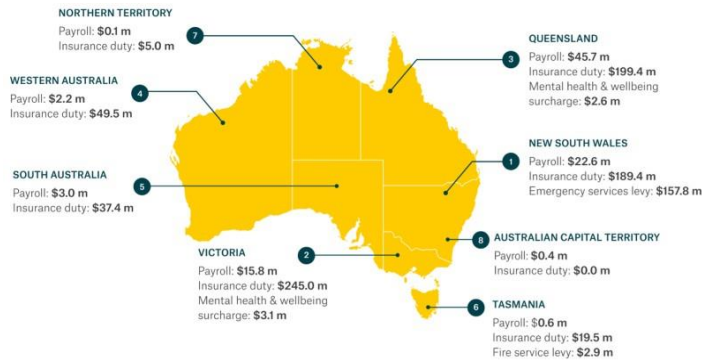 NORTHERN TERRITORY
Payroll: $0.1 m
Insurance duty: $5.0 m
7
QUEENSLAND
Payroll: $45.7 m
Insurance duty: $199.4 m
Mental health & wellbeing
surcharge: $2.6 m
3
WESTERN AUSTRALIA
Payroll: $2.2 m
Insurance duty: $49.5 m
4
NEW SOUTH WALES
Payroll: $22.6 m
Insurance duty: $189.4 m
Emergency services levy: $157.8 m
1
SOUTH AUSTRALIA
Payroll: $3.0 m
Insurance duty: $37.4 m
5
AUSTRALIAN CAPITAL TERRITORY
Payroll: $0.4 m
Insurance duty: $0.0 m
8
VICTORIA
Payroll: $15.8 m
Insurance duty: $245.0 m
Mental health & wellbeing
surcharge: $3.1 m
2
TASMANIA
Payroll: $0.6 m
Insurance duty: $19.5 m
Fire service levy: $2.9 m
6